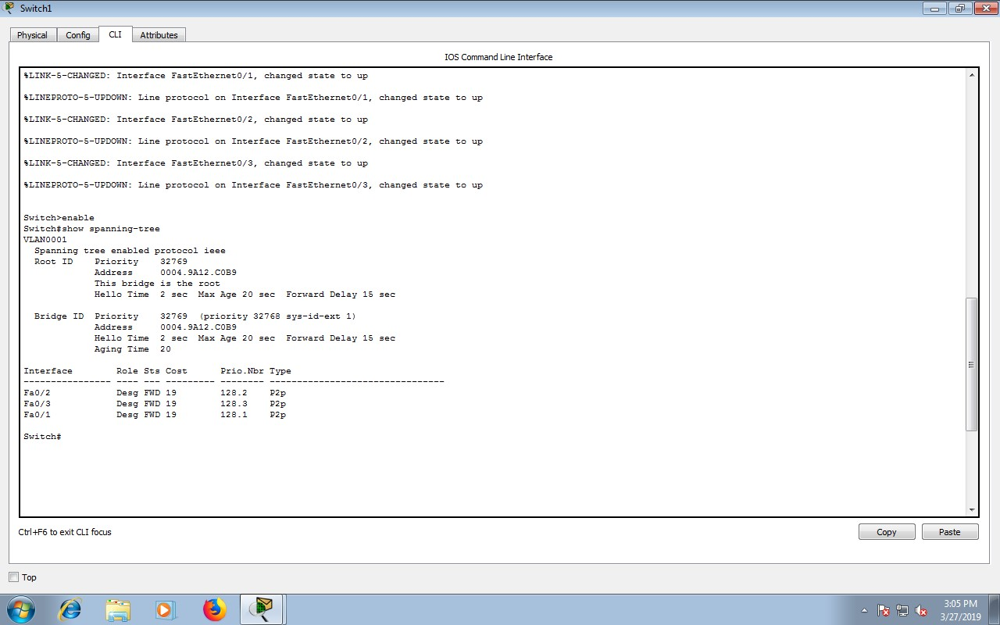 Switch1
Physical Config CLI Attributes
IOS Command Line Interface
%LINK-5-CHANGED: Interface FastEthernet0/1, changed state to up
%LINEPROTO-5-UPDOWN: Line protocol on Interface FastEthernet0/1, changed state to up
%LINK-5-CHANGED: Interface FastEthernet0/2, changed state to up
%LINEPROTO-5-UPDOWN: Line protocol on Interface FastEthernet0/2, changed state to up
%LINK-5-CHANGED: Interface FastEthernet0/3, changed state to up
%LINEPROTO-5-UPDOWN: Line protocol on Interface FastEthernet0/3, changed state to up
Switch>enable
Switch#show spanning-tree
VLAN0001
  Spanning tree enabled protocol ieee
  Root ID    Priority    32769
             Address     0004.9A12.C0B9
             This bridge is the root
             Hello Time  2 sec  Max Age 20 sec  Forward Delay 15 sec
  Bridge ID  Priority    32769  (priority 32768 sys-id-ext 1)
             Address     0004.9A12.C0B9
             Hello Time  2 sec  Max Age 20 sec  Forward Delay 15 sec
             Aging Time  20
Interface        Role Sts Cost      Prio.Nbr Type
---------------- ---- --- --------- -------- --------------------------------
Fa0/2            Desg FWD 19        128.2    P2p
Fa0/3            Desg FWD 19        128.3    P2p
Fa0/1            Desg FWD 19        128.1    P2p
Switch#
Ctrl+F6 to exit CLI focus
Copy Paste
Top
3:05 PM
3/27/2019